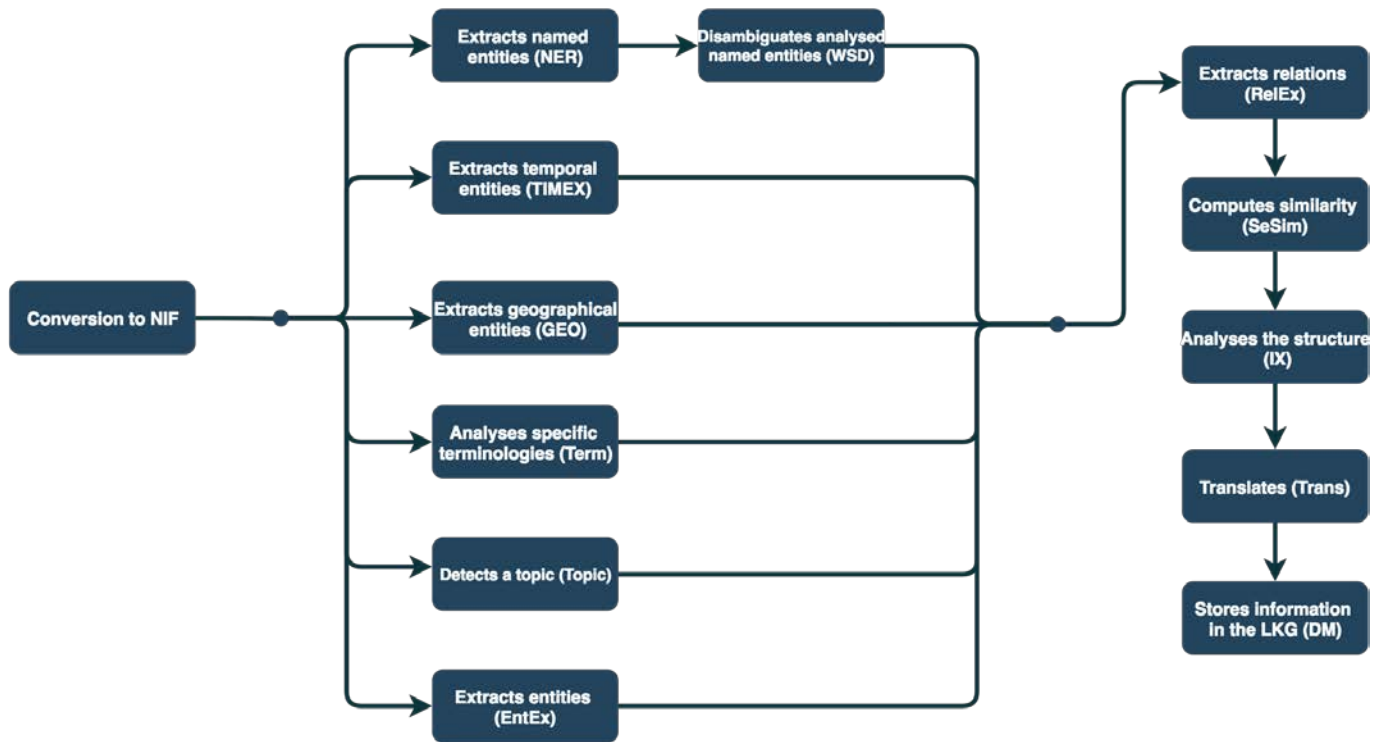 Conversion to NIF
Extracts named
entities (NER)
Disambiguates analysed
named entities (WSD)
Extracts temporal
entities (TIMEX)
Extracts geographical
entities (GEO)
Analyses specific
terminologies (Term)
Detects a topic (Topic)
Extracts entities
(EntEx)
Extracts relations
(RelEx)
Computes similarity
(SeSim)
Analyses the structure
(IX)
Translates (Trans)
Stores information
in the LKG (DM)